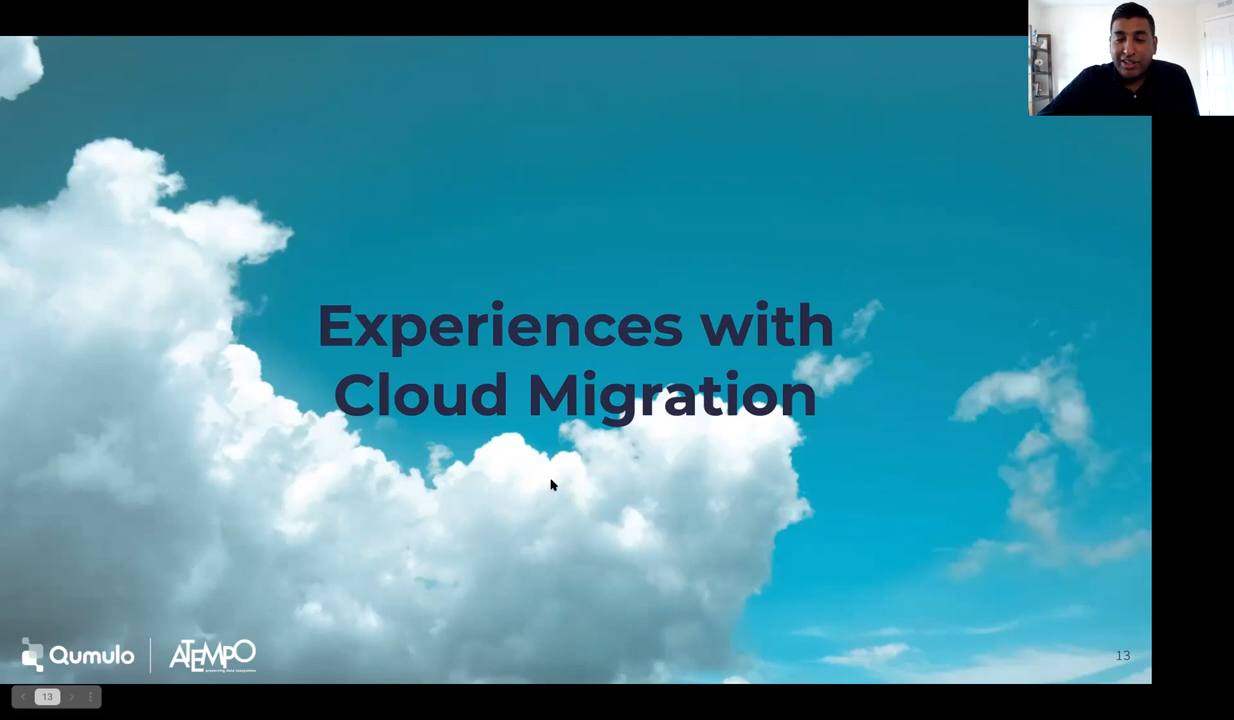 Experiences with
Cloud Migration
Qumulo
ATEMPO
13
13